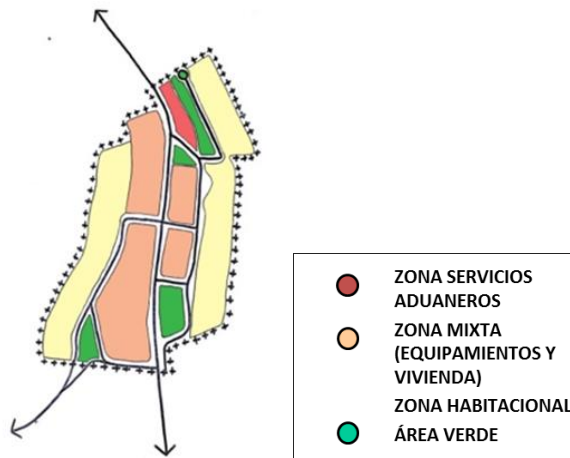 ZONA SERVICIOS
ADUANEROS
ZONA MIXTA
(EQUIPAMIENTOS Y
VIVIENDA)
ZONA HABITACIONAL
ÁREA VERDE